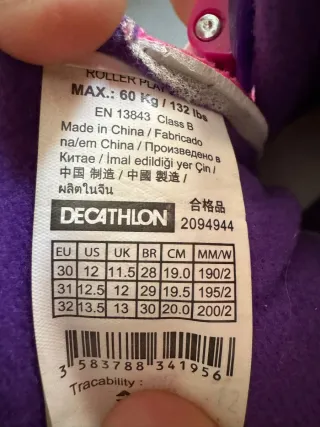 ROLLER
MAX.: 60 Kg / 132 lbs
EN 13843 Class B
Made in China / Fabricado
na/em China / Произведено в
Китае / İmal edildiği yer Çin /
中国 制造 / 中國 製造 /
ผลิตในจีน
DECATHLON 合格品
2094944
EU US UK BR CM MM/W
30 12 11.5 28 19.0 190/2
31 12.5 12 29 19.5 195/2
32 13.5 13 30 20.0 200/2
3 583788 341956
Tracability :